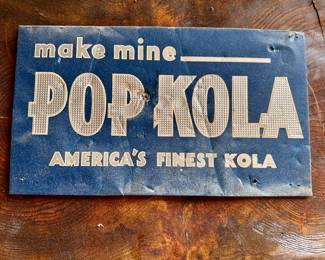 make mine
POP KOLA
AMERICA'S FINEST KOLA